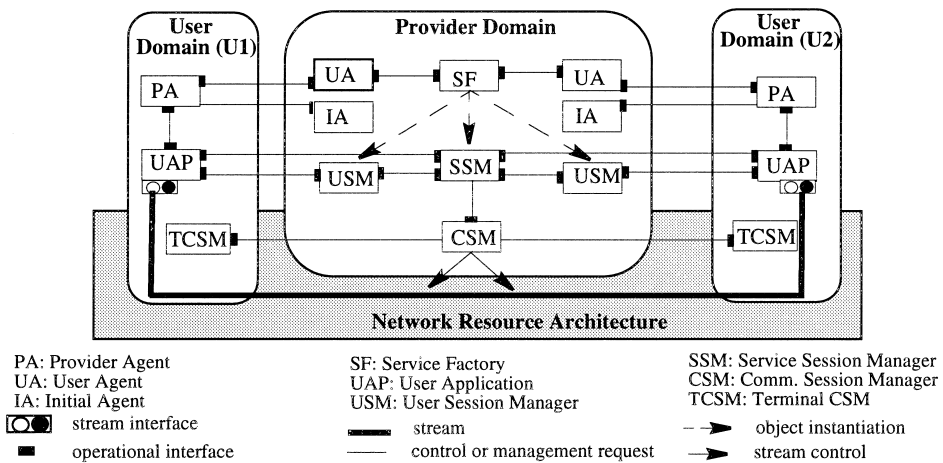 User
Domain (U1)
Provider Domain
User
Domain (U2)
UA
SF
UA
PA
PA
IA
IA
UAP
USM
SSM
USM
UAP
TCSM
CSM
TCSM
Network Resource Architecture
PA: Provider Agent
UA: User Agent
IA: Initial Agent
stream interface
operational interface
SF: Service Factory
UAP: User Application
USM: User Session Manager
stream
control or management request
SSM: Service Session Manager
CSM: Comm. Session Manager
TCSM: Terminal CSM
object instantiation
stream control